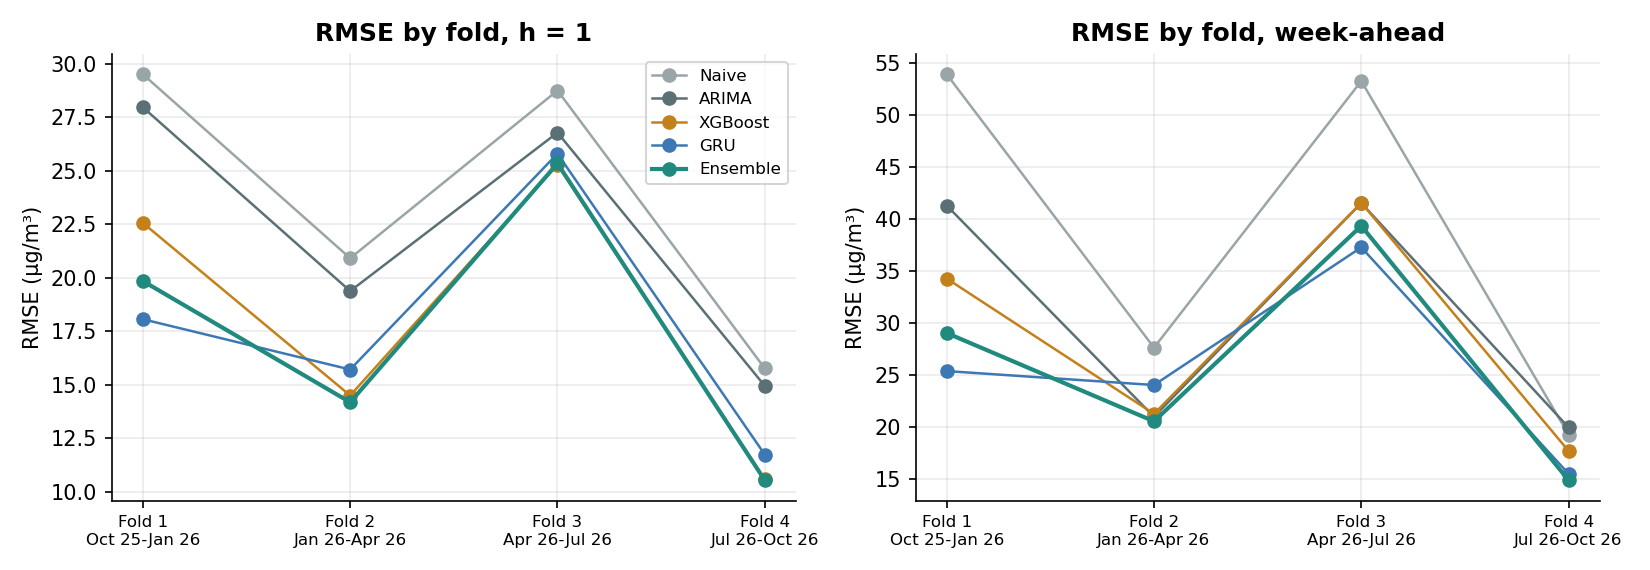 RMSE by fold, h = 1
RMSE (µg/m³)
30.0
27.5
25.0
22.5
20.0
17.5
15.0
12.5
10.0
Naive
ARIMA
XGBoost
GRU
Ensemble
Fold 1 Fold 2 Fold 3 Fold 4
Oct 25-Jan 26 Jan 26-Apr 26 Apr 26-Jul 26 Jul 26-Oct 26
RMSE by fold, week-ahead
RMSE (µg/m³)
55
50
45
40
35
30
25
20
15
Fold 1 Fold 2 Fold 3 Fold 4
Oct 25-Jan 26 Jan 26-Apr 26 Apr 26-Jul 26 Jul 26-Oct 26